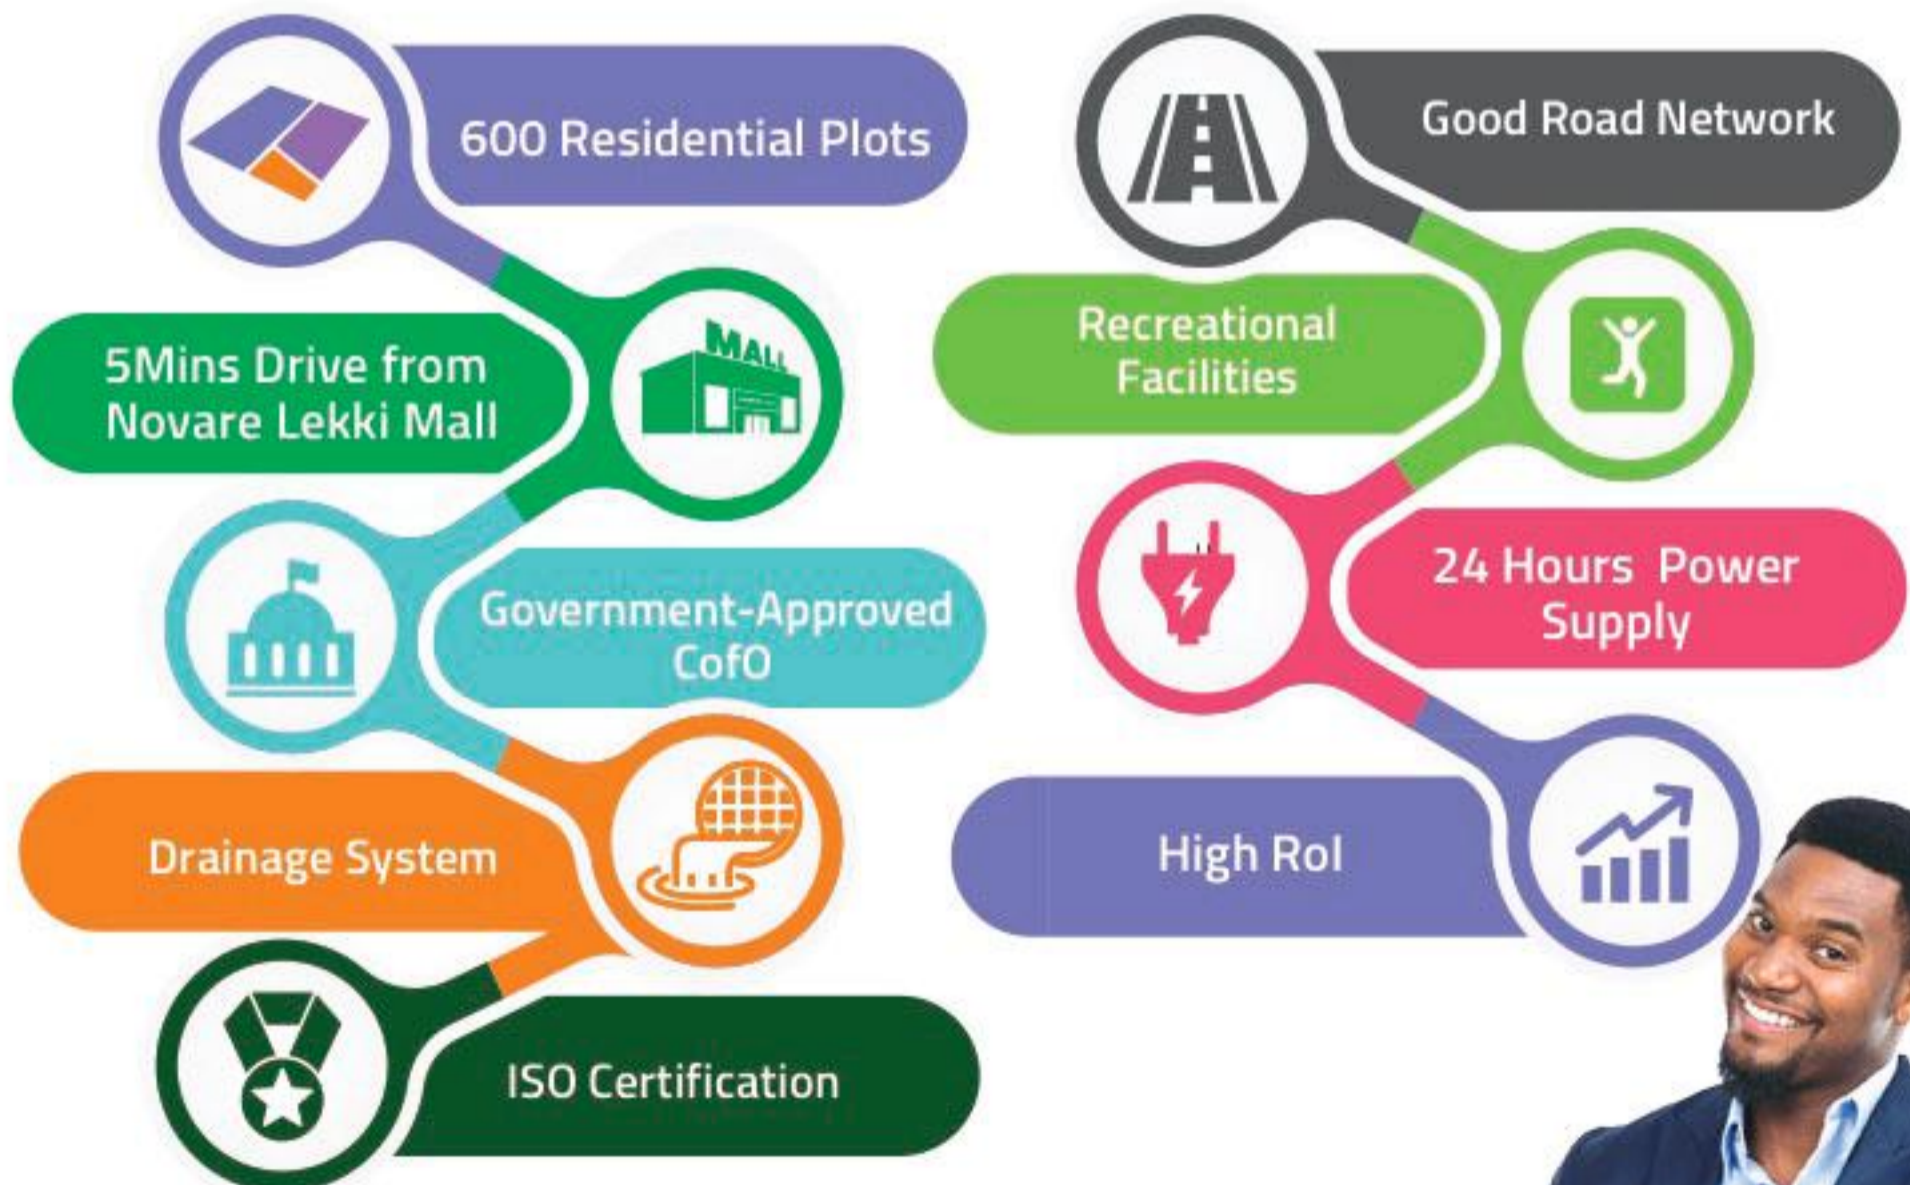 600 Residential Plots
5Mins Drive from
Novare Lekki Mall
MALL
Government-Approved
CofO
Drainage System
ISO Certification
Good Road Network
Recreational
Facilities
24 Hours Power
Supply
High RoI